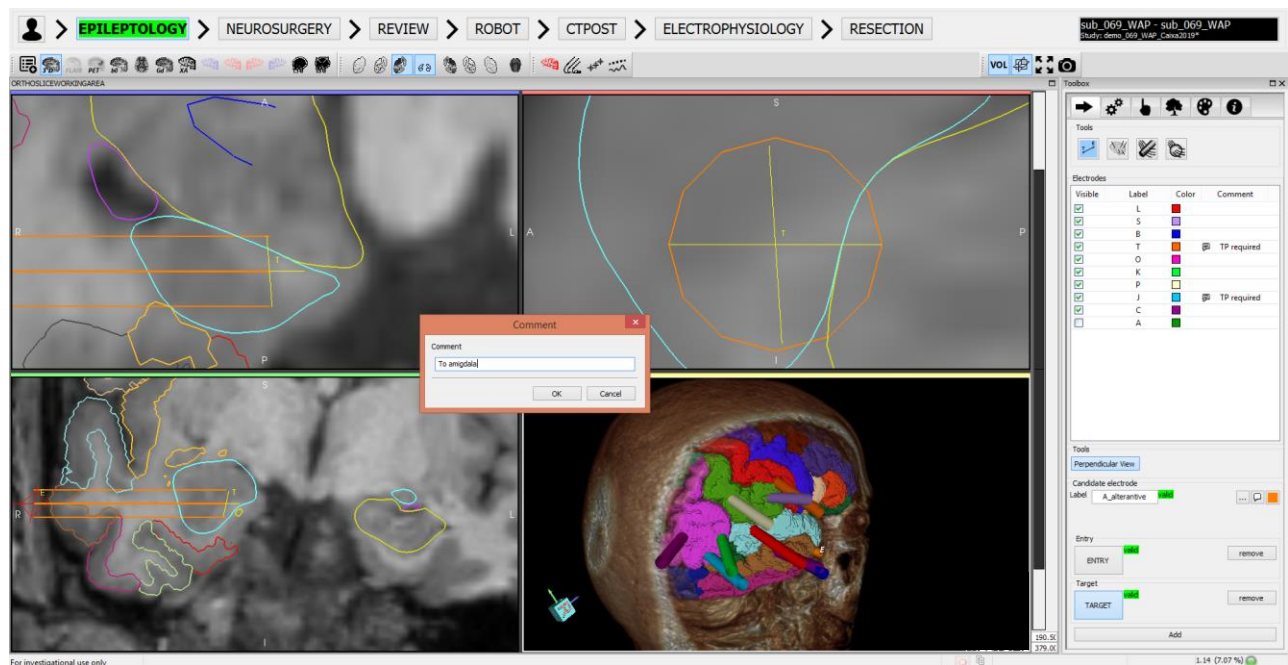 EPILEPTOLOGY NEUROSURGERY REVIEW ROBOT CTPOST ELECTROPHYSIOLOGY RESECTION
sub_069_WAP - sub_069_WAP
Study: demo_069_WAP_Caixa2019*
VOL
ORTHOSLICEWORKINGAREA
Toolbox
A
R
L
T
P
S
A
P
T
I
S
R
L
E
T
I
E
Comment
Comment
To amigdala
OK Cancel
190.50
379.00
Tools
Electrodes
Visible Label Color Comment
L
S
B
T TP required
O
K
P
J TP required
C
A
Tools
Perpendicular View
Candidate electrode
Label A_alterantive valid ...
Entry
ENTRY valid remove
Target
TARGET valid remove
Add
For investigational use only
1.14 (7.07 %)